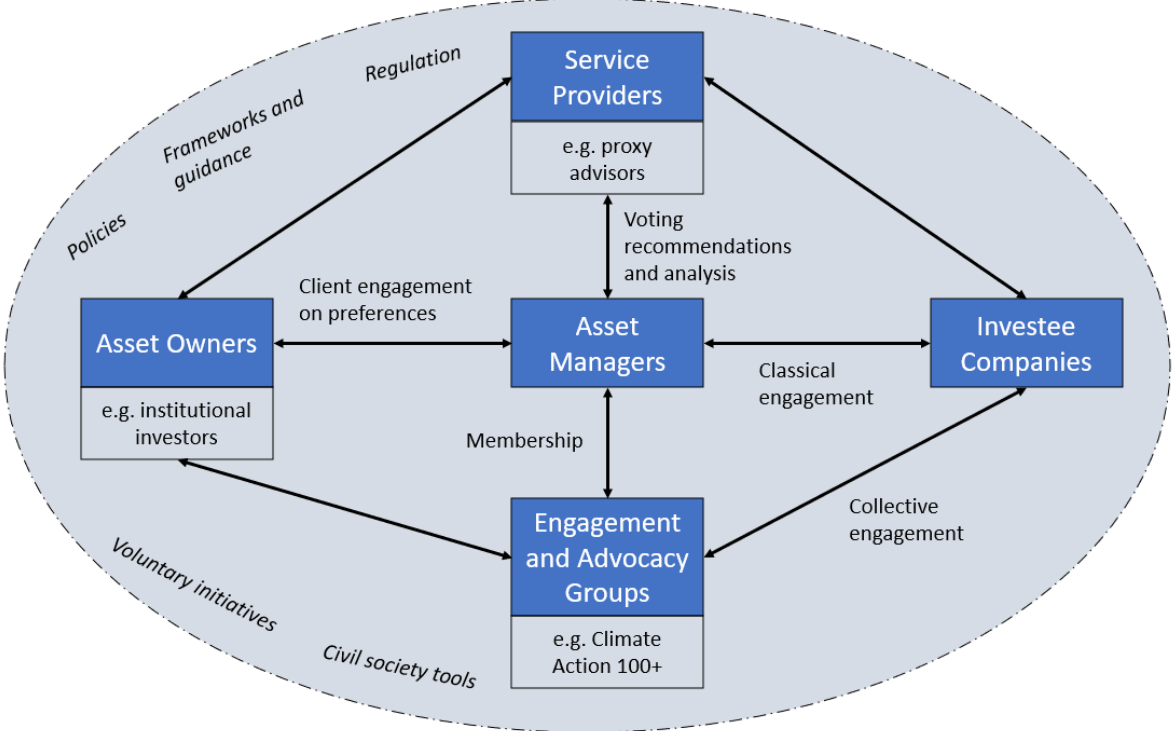 Regulation
Frameworks and
guidance
Policies
Service
Providers
e.g. proxy
advisors
Voting
recommendations
and analysis
Client engagement
on preferences
Asset Owners
e.g. institutional
investors
Asset
Managers
Classical
engagement
Investee
Companies
Membership
Collective
engagement
Engagement
and Advocacy
Groups
e.g. Climate
Action 100+
Voluntary initiatives
Civil society tools